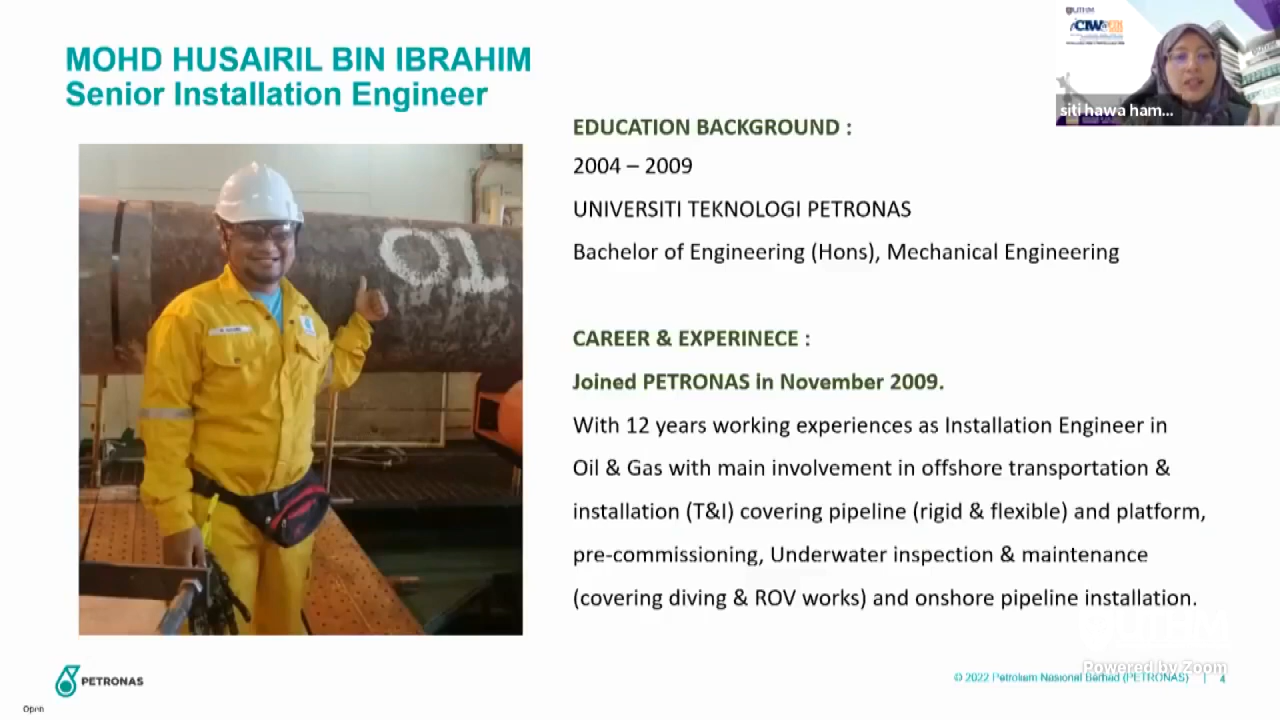 MOHD HUSAIRIL BIN IBRAHIM
Senior Installation Engineer
UTHM
siti hawa ham...
EDUCATION BACKGROUND :
2004 – 2009
UNIVERSITI TEKNOLOGI PETRONAS
Bachelor of Engineering (Hons), Mechanical Engineering
01
CAREER & EXPERINECE :
Joined PETRONAS in November 2009.
With 12 years working experiences as Installation Engineer in
Oil & Gas with main involvement in offshore transportation &
installation (T&I) covering pipeline (rigid & flexible) and platform,
pre-commissioning, Underwater inspection & maintenance
(covering diving & ROV works) and onshore pipeline installation.
UTHM
Powered by Zoom
PETRONAS
© 2022 Petroliam Nasional Berhad (PETRONAS) | 4
Open